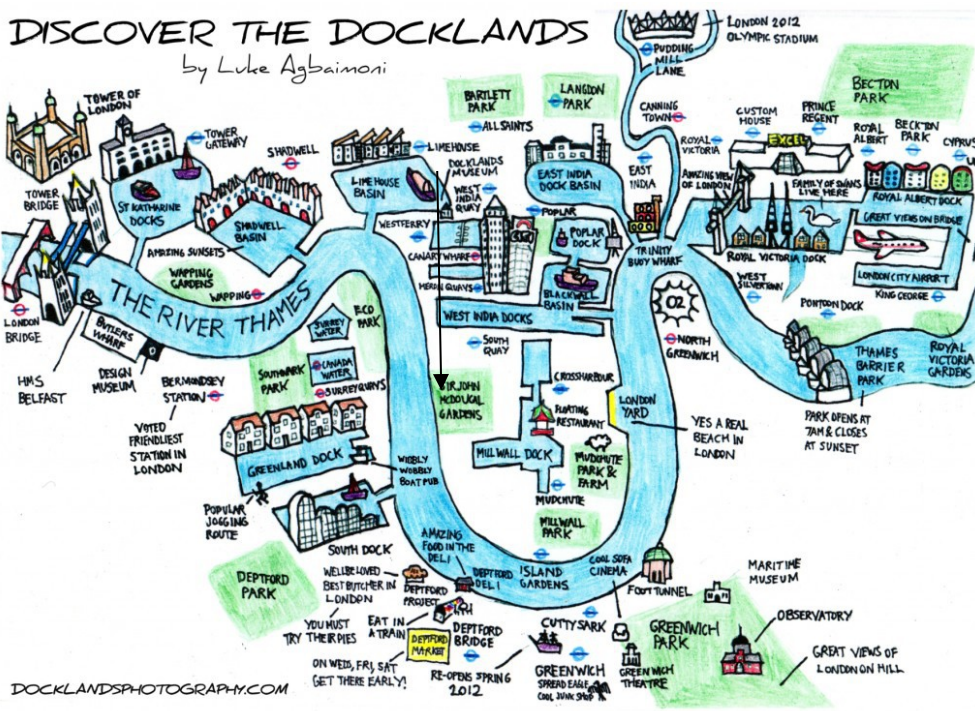 DISCOVER THE DOCKLANDS
by Luke Agbaimoni
LONDON 2012
OLYMPIC STADIUM
PUDDING
MILL
LANE
TOWER OF
LONDON
TOWER
GATEWAY
SHADWELL
LIMEHOUSE
BARTLETT
PARK
ALL SAINTS
LANGDON
PARK
CANNING
TOWN
CUSTOM
HOUSE
PRINCE
REGENT
BECTON
PARK
ROYAL
ALBERT
BECKTON
PARK
CYPRUS
EXCEL
ROYAL
VICTORIA
TOWER
BRIDGE
ST KATHARINE
DOCKS
SHADWELL
BASIN
LIMEHOUSE
BASIN
DOCKLANDS
MUSEUM
WEST
INDIA
QUAY
EAST INDIA
DOCK BASIN
EAST
INDIA
AMAZING VIEW
OF LONDON
FAMILY OF SWANS
LIVE HERE
ROYAL ALBERT DOCK
GREAT VIEWS ON BRIDGE
AMAZING SUNSETS
WESTFERRY
POPLAR
POPLAR
DOCK
TRINITY
BUOY WHARF
ROYAL VICTORIA DOCK
LONDON CITY AIRPORT
KING GEORGE
CANARY WHARF
HERON QUAYS
BLACKWALL
BASIN
WEST INDIA DOCKS
WAPPING
GARDENS
WAPPING
THE RIVER THAMES
LONDON
BRIDGE
BUTLERS
WHARF
DESIGN
MUSEUM
HMS
BELFAST
ECO
PARK
SURREY
WATER
CANADA
WATER
SURREY QUAYS
SOUTHWARK
PARK
BERMONDSEY
STATION
VOTED
FRIENDLIEST
STATION IN
LONDON
SOUTH
QUAY
O2
NORTH
GREENWICH
WEST
SILVERTOWN
PONTOON DOCK
THAMES
BARRIER
PARK
ROYAL
VICTORIA
GARDENS
PARK OPENS AT
7AM & CLOSES
AT SUNSET
SIR JOHN
MCDOUGAL
GARDENS
CROSSHARBOUR
FLOATING
RESTAURANT
LONDON
YARD
YES A REAL
BEACH IN
LONDON
MILLWALL DOCK
MUDCHUTE
PARK &
FARM
MUDCHUTE
MILLWALL
PARK
GREENLAND DOCK
WIBBLY
WOBBLY
BOAT PUB
POPULAR
JOGGING
ROUTE
SOUTH DOCK
DEPTFORD
PARK
AMAZING
FOOD IN THE
DELI
DEPTFORD
DELI
ISLAND
GARDENS
COOL SOFA
CINEMA
FOOT TUNNEL
MARITIME
MUSEUM
WELL BELOVED
BEST BUTCHER IN
LONDON
YOU MUST
TRY THEIR PIES
DEPTFORD
PROJECT
EAT IN
A TRAIN
DEPTFORD
MARKET
ON WEDS, FRI, SAT
GET THERE EARLY!
DEPTFORD
BRIDGE
RE-OPENS SPRING
2012
CUTTY SARK
GREENWICH
SPREAD EAGLE
COOL JUNK SHOP
GREENWICH
THEATRE
GREENWICH
PARK
OBSERVATORY
GREAT VIEWS OF
LONDON ON HILL
DOCKLANDSPHOTOGRAPHY.COM